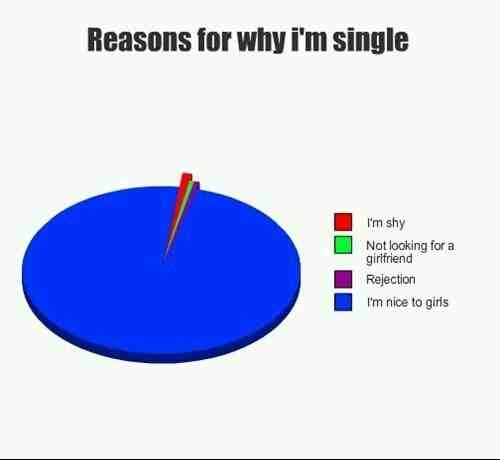 Reasons for why i'm single
I'm shy
Not looking for a
girlfriend
Rejection
I'm nice to girls